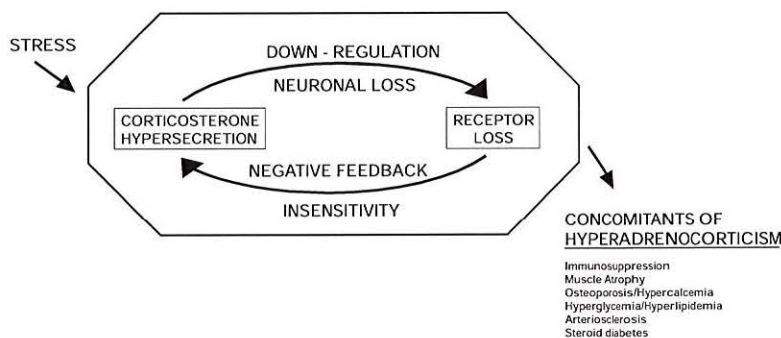 STRESS
DOWN - REGULATION
NEURONAL LOSS
CORTICOSTERONE
HYPERSECRETION
RECEPTOR
LOSS
NEGATIVE FEEDBACK
INSENSITIVITY
CONCOMITANTS OF
HYPERADRENOCORTICISM
Immunosuppression
Muscle Atrophy
Osteoporosis/Hypercalcemia
Hyperglycemia/Hyperlipidemia
Arteriosclerosis
Steroid diabetes